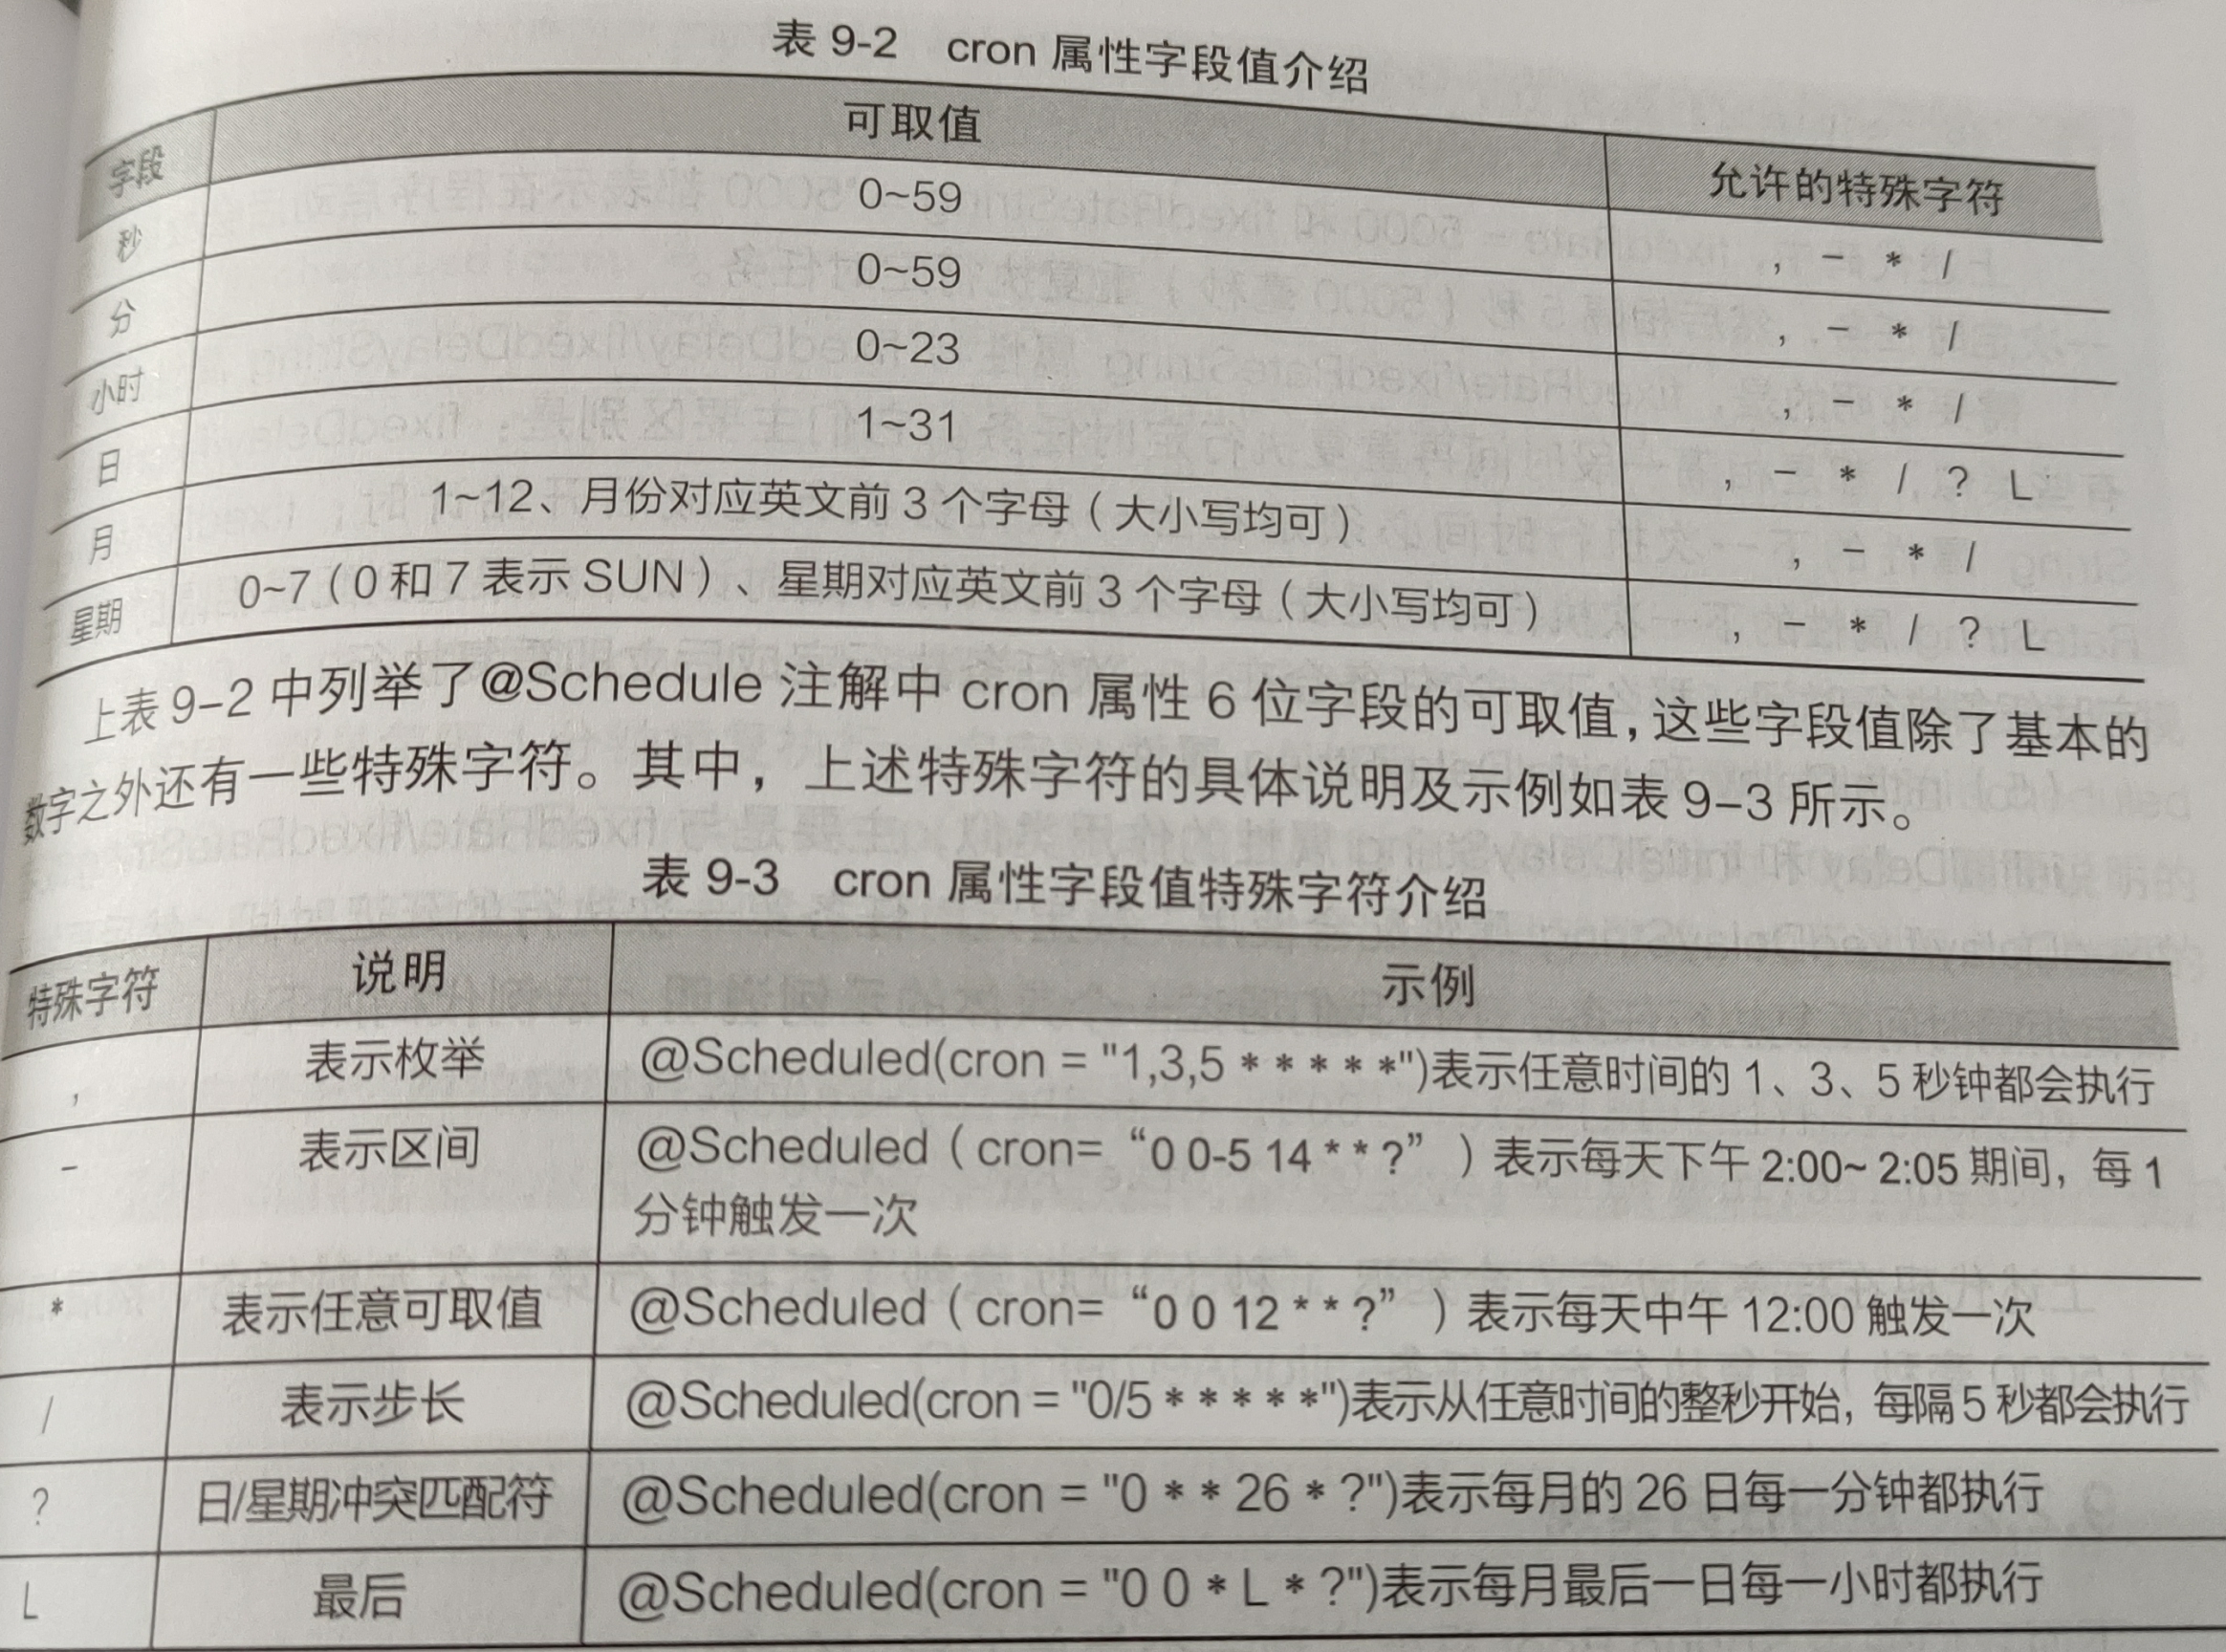 表 9-2 cron 属性字段值介绍
字段 可取值 允许的特殊字符
秒 0~59 , － * /
分 0~59 , － * /
小时 0~23 , － * /
日 1~31 , － * / ? L
月 1~12、月份对应英文前 3 个字母（大小写均可） , － * /
星期 0~7（0 和 7 表示 SUN）、星期对应英文前 3 个字母（大小写均可） , － * / ? L
上表 9–2 中列举了@Schedule 注解中 cron 属性 6 位字段的可取值，这些字段值除了基本的
数字之外还有一些特殊字符。其中，上述特殊字符的具体说明及示例如表 9–3 所示。
表 9-3 cron 属性字段值特殊字符介绍
特殊字符 说明 示例
, 表示枚举 @Scheduled(cron = "1,3,5 * * * * *")表示任意时间的 1、3、5 秒钟都会执行
－ 表示区间 @Scheduled（cron= “0 0-5 14 * * ?” ）表示每天下午 2:00~ 2:05 期间，每 1
分钟触发一次
* 表示任意可取值 @Scheduled（cron= “0 0 12 * * ?” ）表示每天中午 12:00 触发一次
/ 表示步长 @Scheduled(cron = "0/5 * * * * *")表示从任意时间的整秒开始，每隔 5 秒都会执行
? 日/星期冲突匹配符 @Scheduled(cron = "0 * * 26 * ?")表示每月的 26 日每一分钟都执行
L 最后 @Scheduled(cron = "0 0 * L * ?")表示每月最后一日每一小时都执行